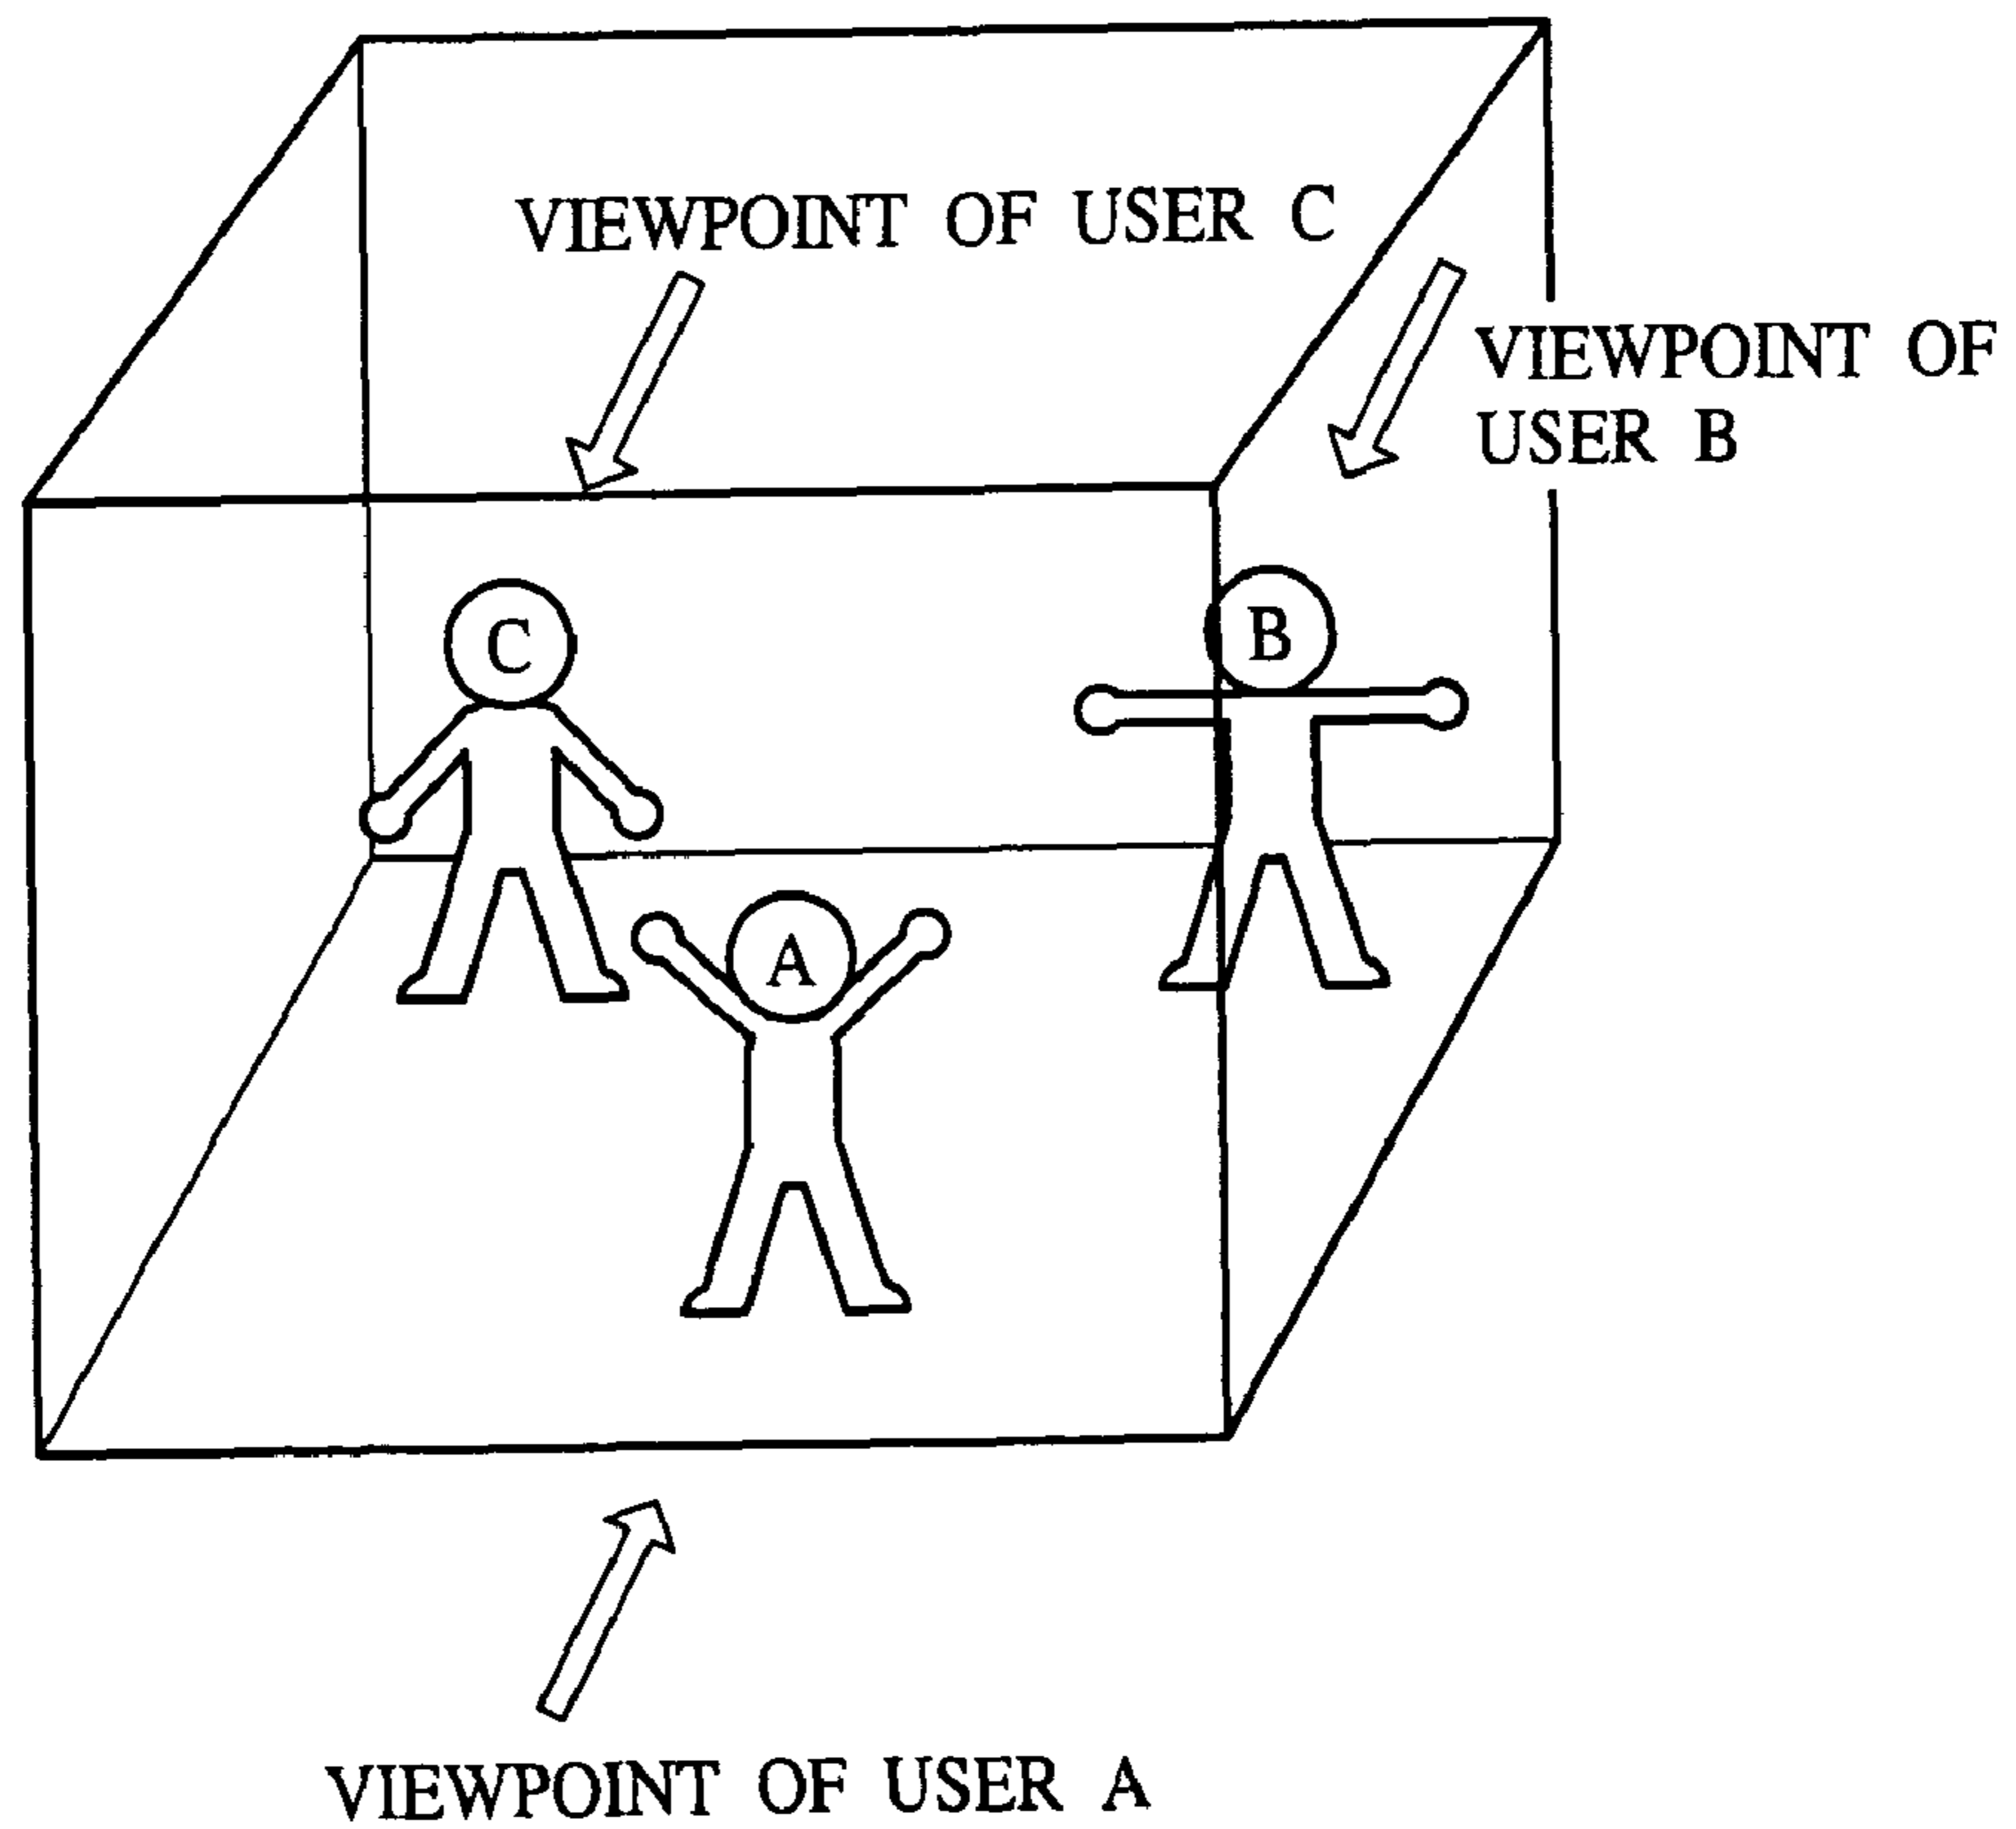 VIEWPOINT OF USER C
VIEWPOINT OF
USER B
C
B
A
VIEWPOINT OF USER A